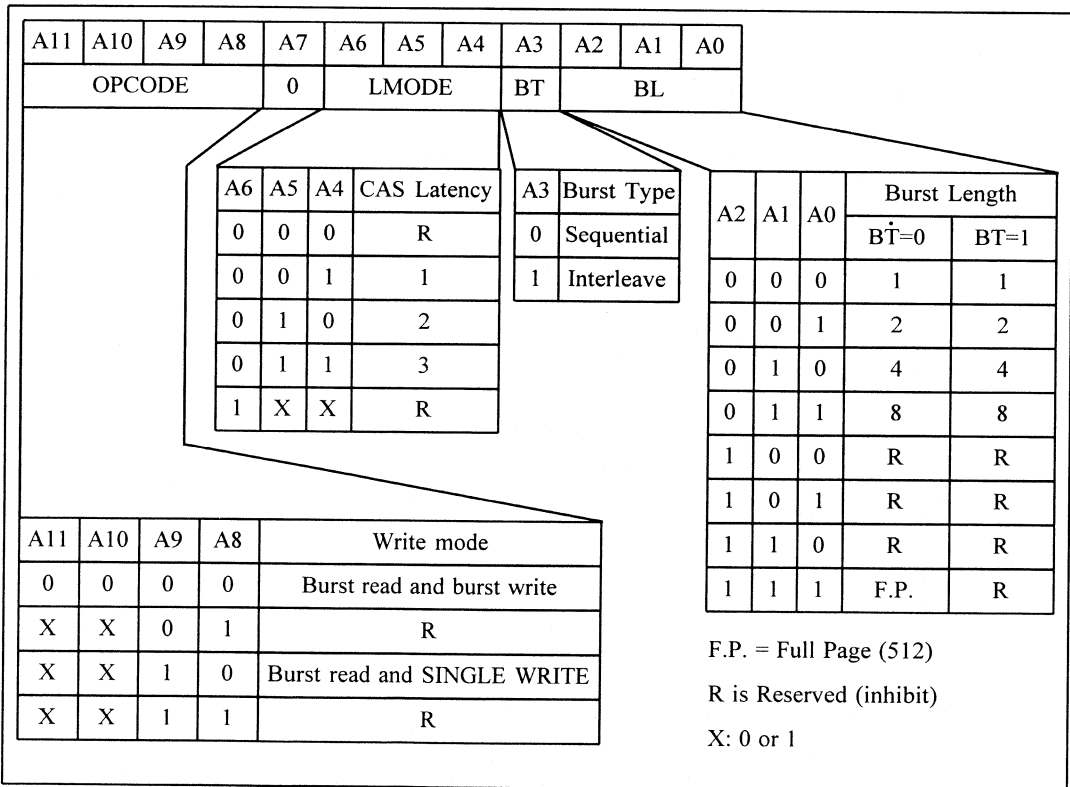 A11 A10 A9 A8 A7 A6 A5 A4 A3 A2 A1 A0
OPCODE 0 LMODE BT BL
A6 A5 A4 CAS Latency
0 0 0 R
0 0 1 1
0 1 0 2
0 1 1 3
1 X X R
A3 Burst Type
0 Sequential
1 Interleave
A2 A1 A0 Burst Length
BT=0 BT=1
0 0 0 1 1
0 0 1 2 2
0 1 0 4 4
0 1 1 8 8
1 0 0 R R
1 0 1 R R
1 1 0 R R
1 1 1 F.P. R
A11 A10 A9 A8 Write mode
0 0 0 0 Burst read and burst write
X X 0 1 R
X X 1 0 Burst read and SINGLE WRITE
X X 1 1 R
F.P. = Full Page (512)
R is Reserved (inhibit)
X: 0 or 1